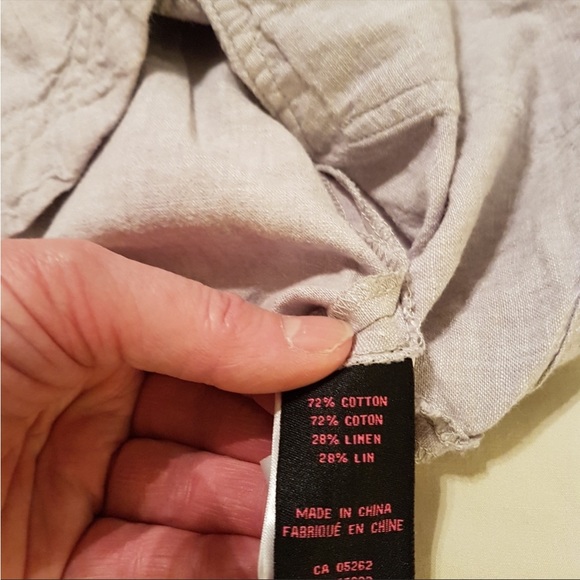 72% COTTON
72% COTON
28% LINEN
28% LIN
MADE IN CHINA
FABRIQUÉ EN CHINE
CA 05262